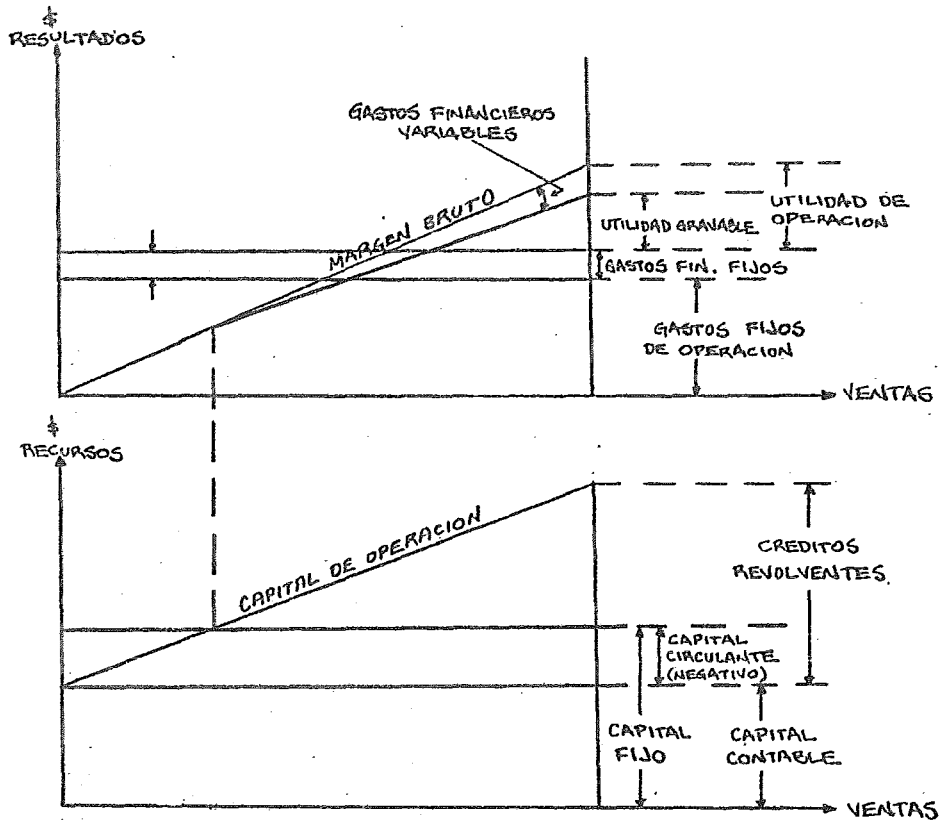 $
RESULTADOS
GASTOS FINANCIEROS
VARIABLES
MARGEN BRUTO
UTILIDAD DE
OPERACION
UTILIDAD GRAVABLE
GASTOS FIN. FIJOS
GASTOS FIJOS
DE OPERACION
VENTAS
$
RECURSOS
CAPITAL DE OPERACION
CREDITOS
REVOLVENTES.
CAPITAL
CIRCULANTE
(NEGATIVO)
CAPITAL
FIJO
CAPITAL
CONTABLE
VENTAS